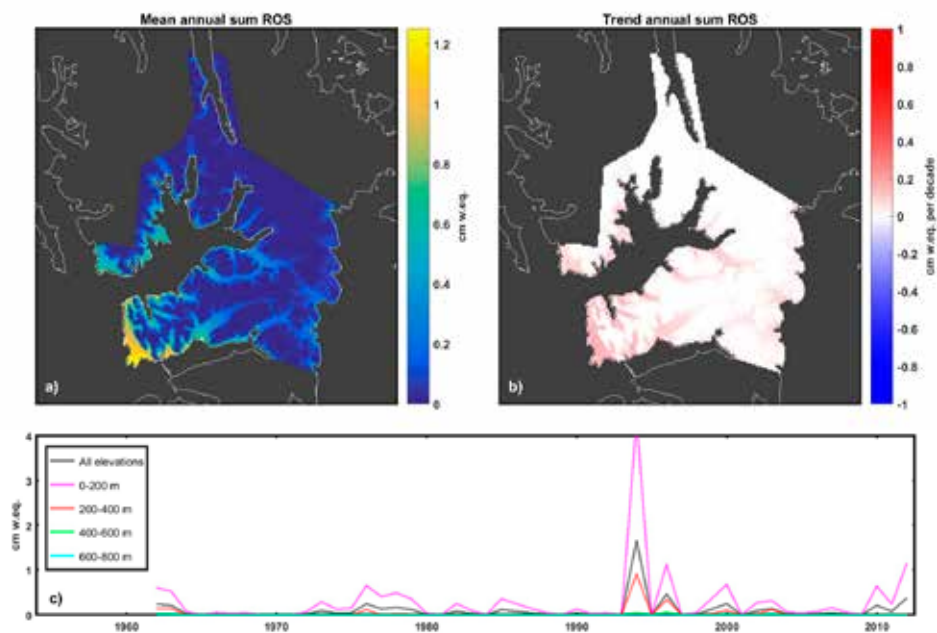 Mean annual sum ROS
Trend annual sum ROS
1.2
1
0.8
0.6
0.4
0.2
0
cm w.eq.
a)
1
0.8
0.6
0.4
0.2
0
-0.2
-0.4
-0.6
-0.8
-1
cm w.eq. per decade
b)
4
3
2
1
0
cm w.eq.
All elevations
0-200 m
200-400 m
400-600 m
600-800 m
c)
1960 1970 1980 1990 2000 2010